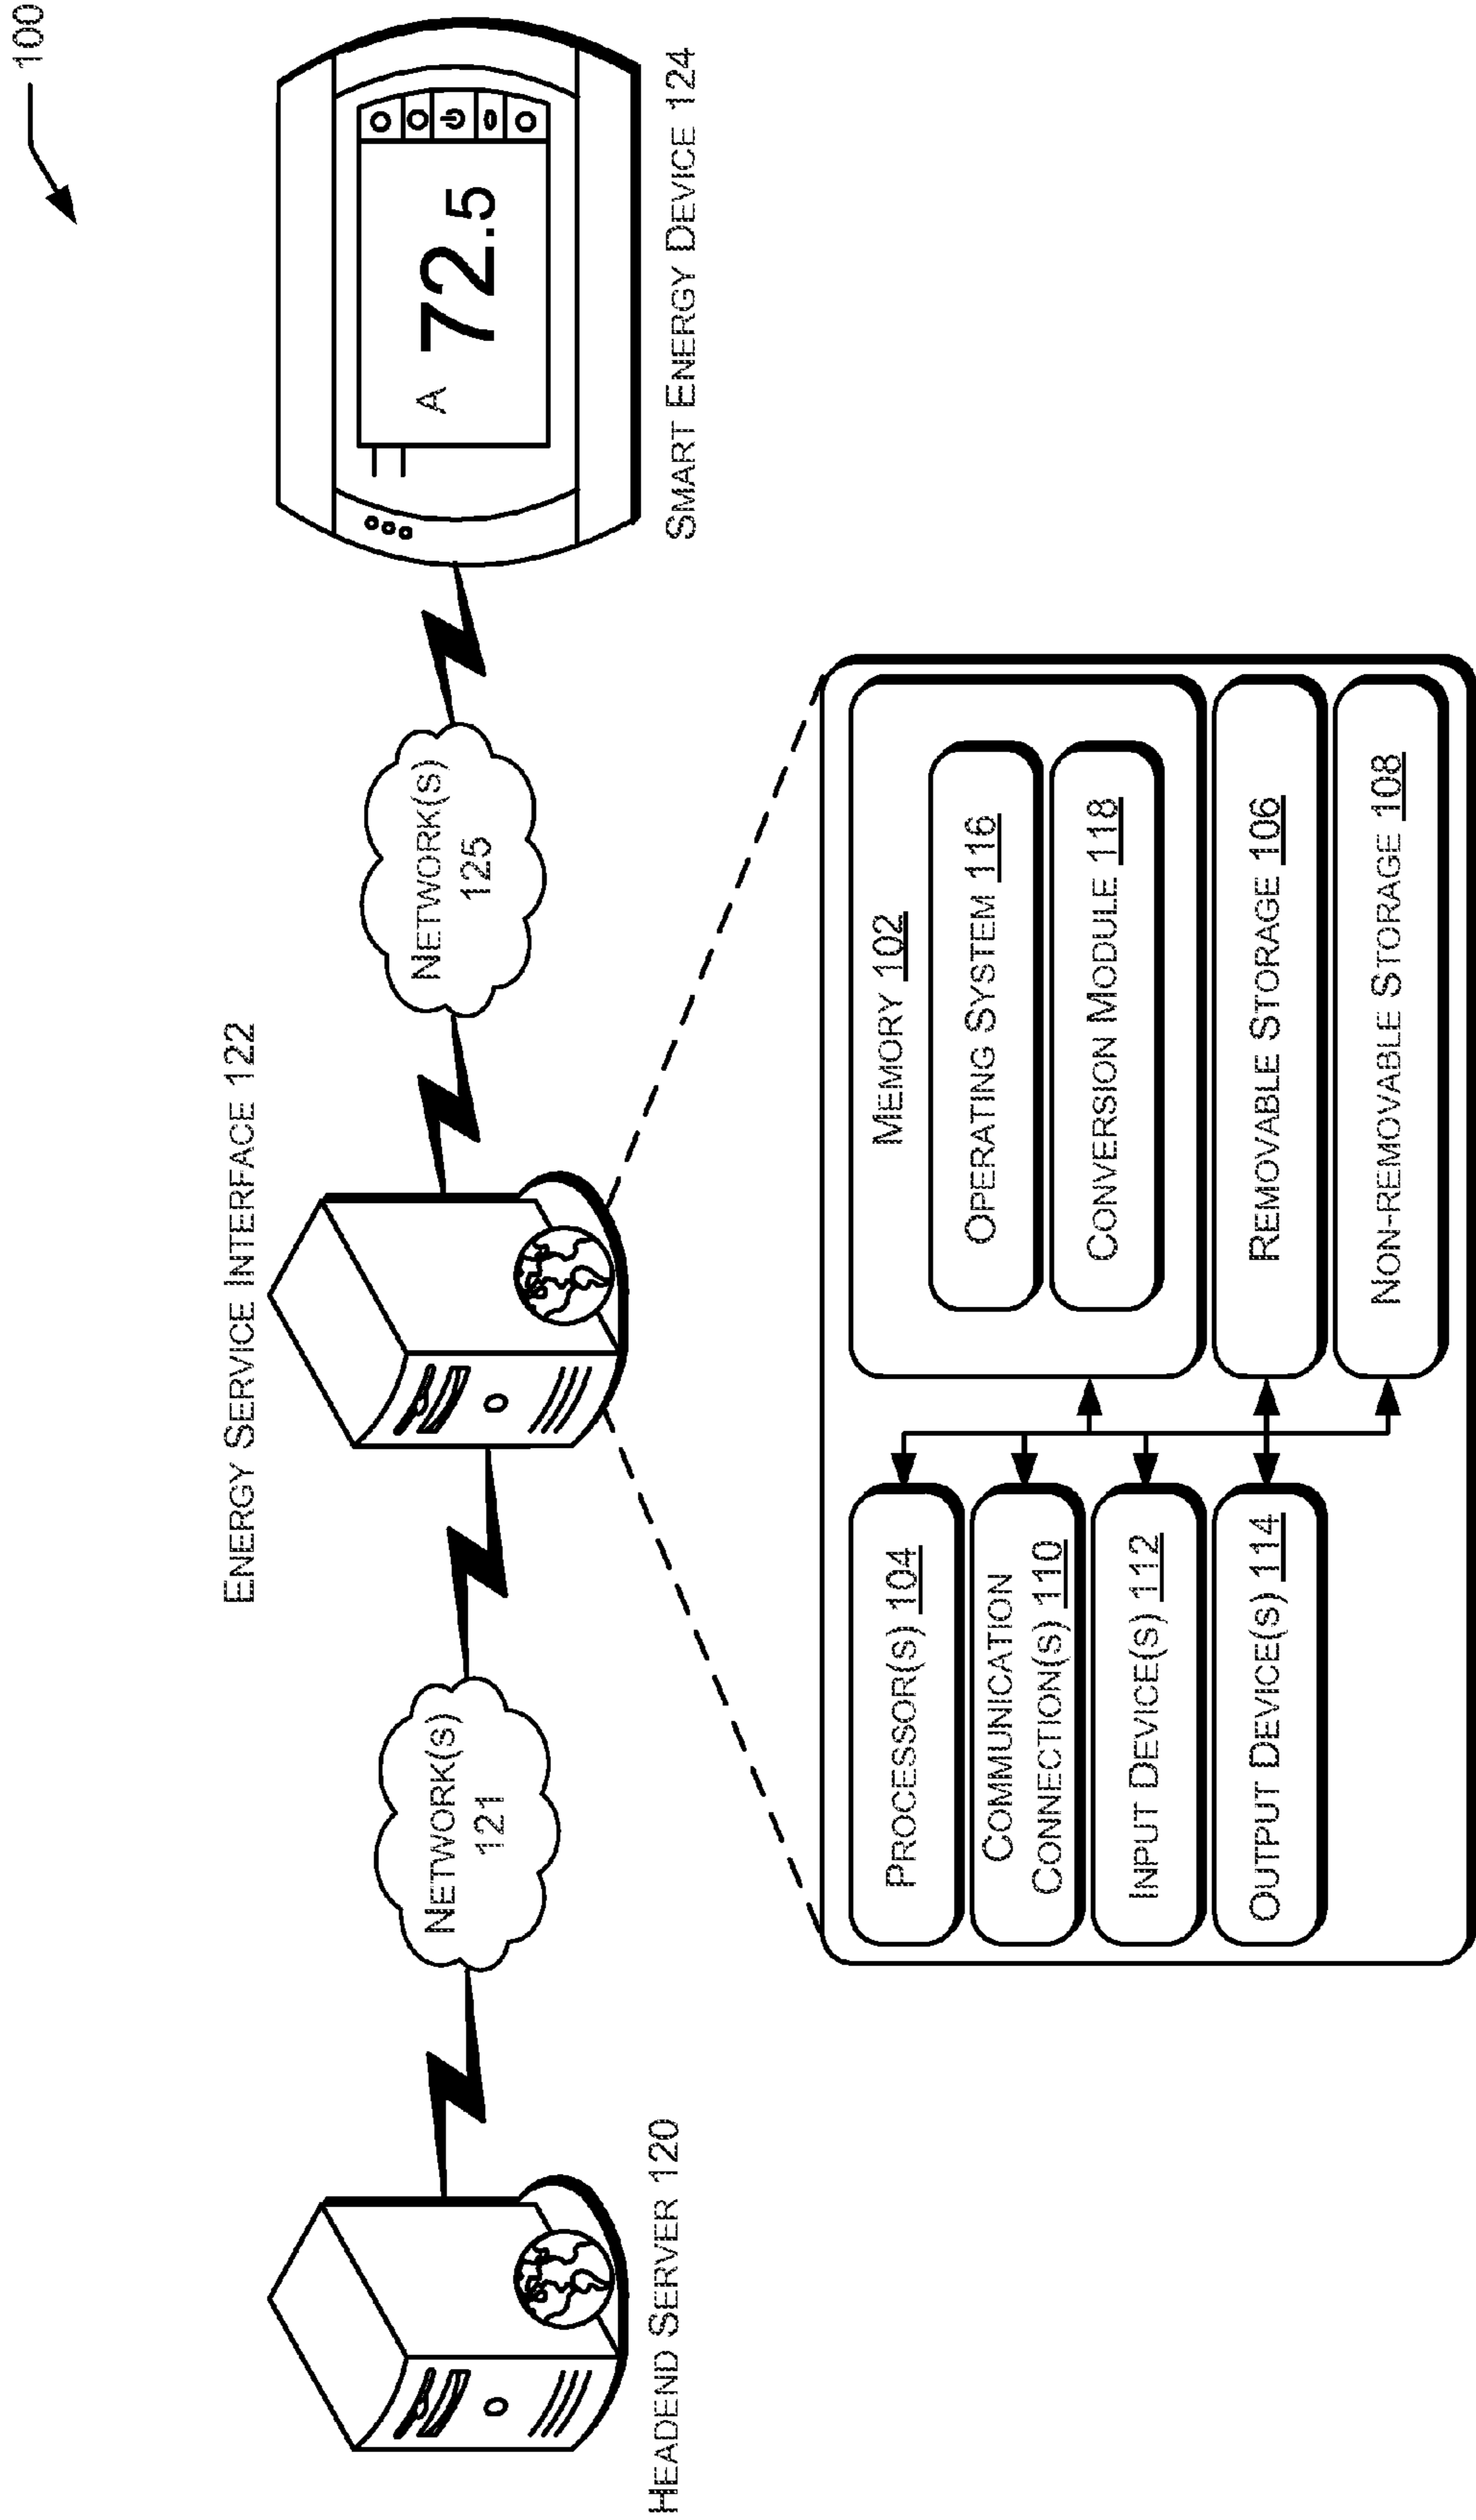 100
ENERGY SERVICE INTERFACE 122
NETWORK(S)
121
NETWORK(S)
125
A 72.5
HEADEND SERVER 120
SMART ENERGY DEVICE 124
PROCESSOR(S) 104
COMMUNICATION
CONNECTION(S) 110
INPUT DEVICE(S) 112
OUTPUT DEVICE(S) 114
MEMORY 102
OPERATING SYSTEM 116
CONVERSION MODULE 118
REMOVABLE STORAGE 106
NON-REMOVABLE STORAGE 108